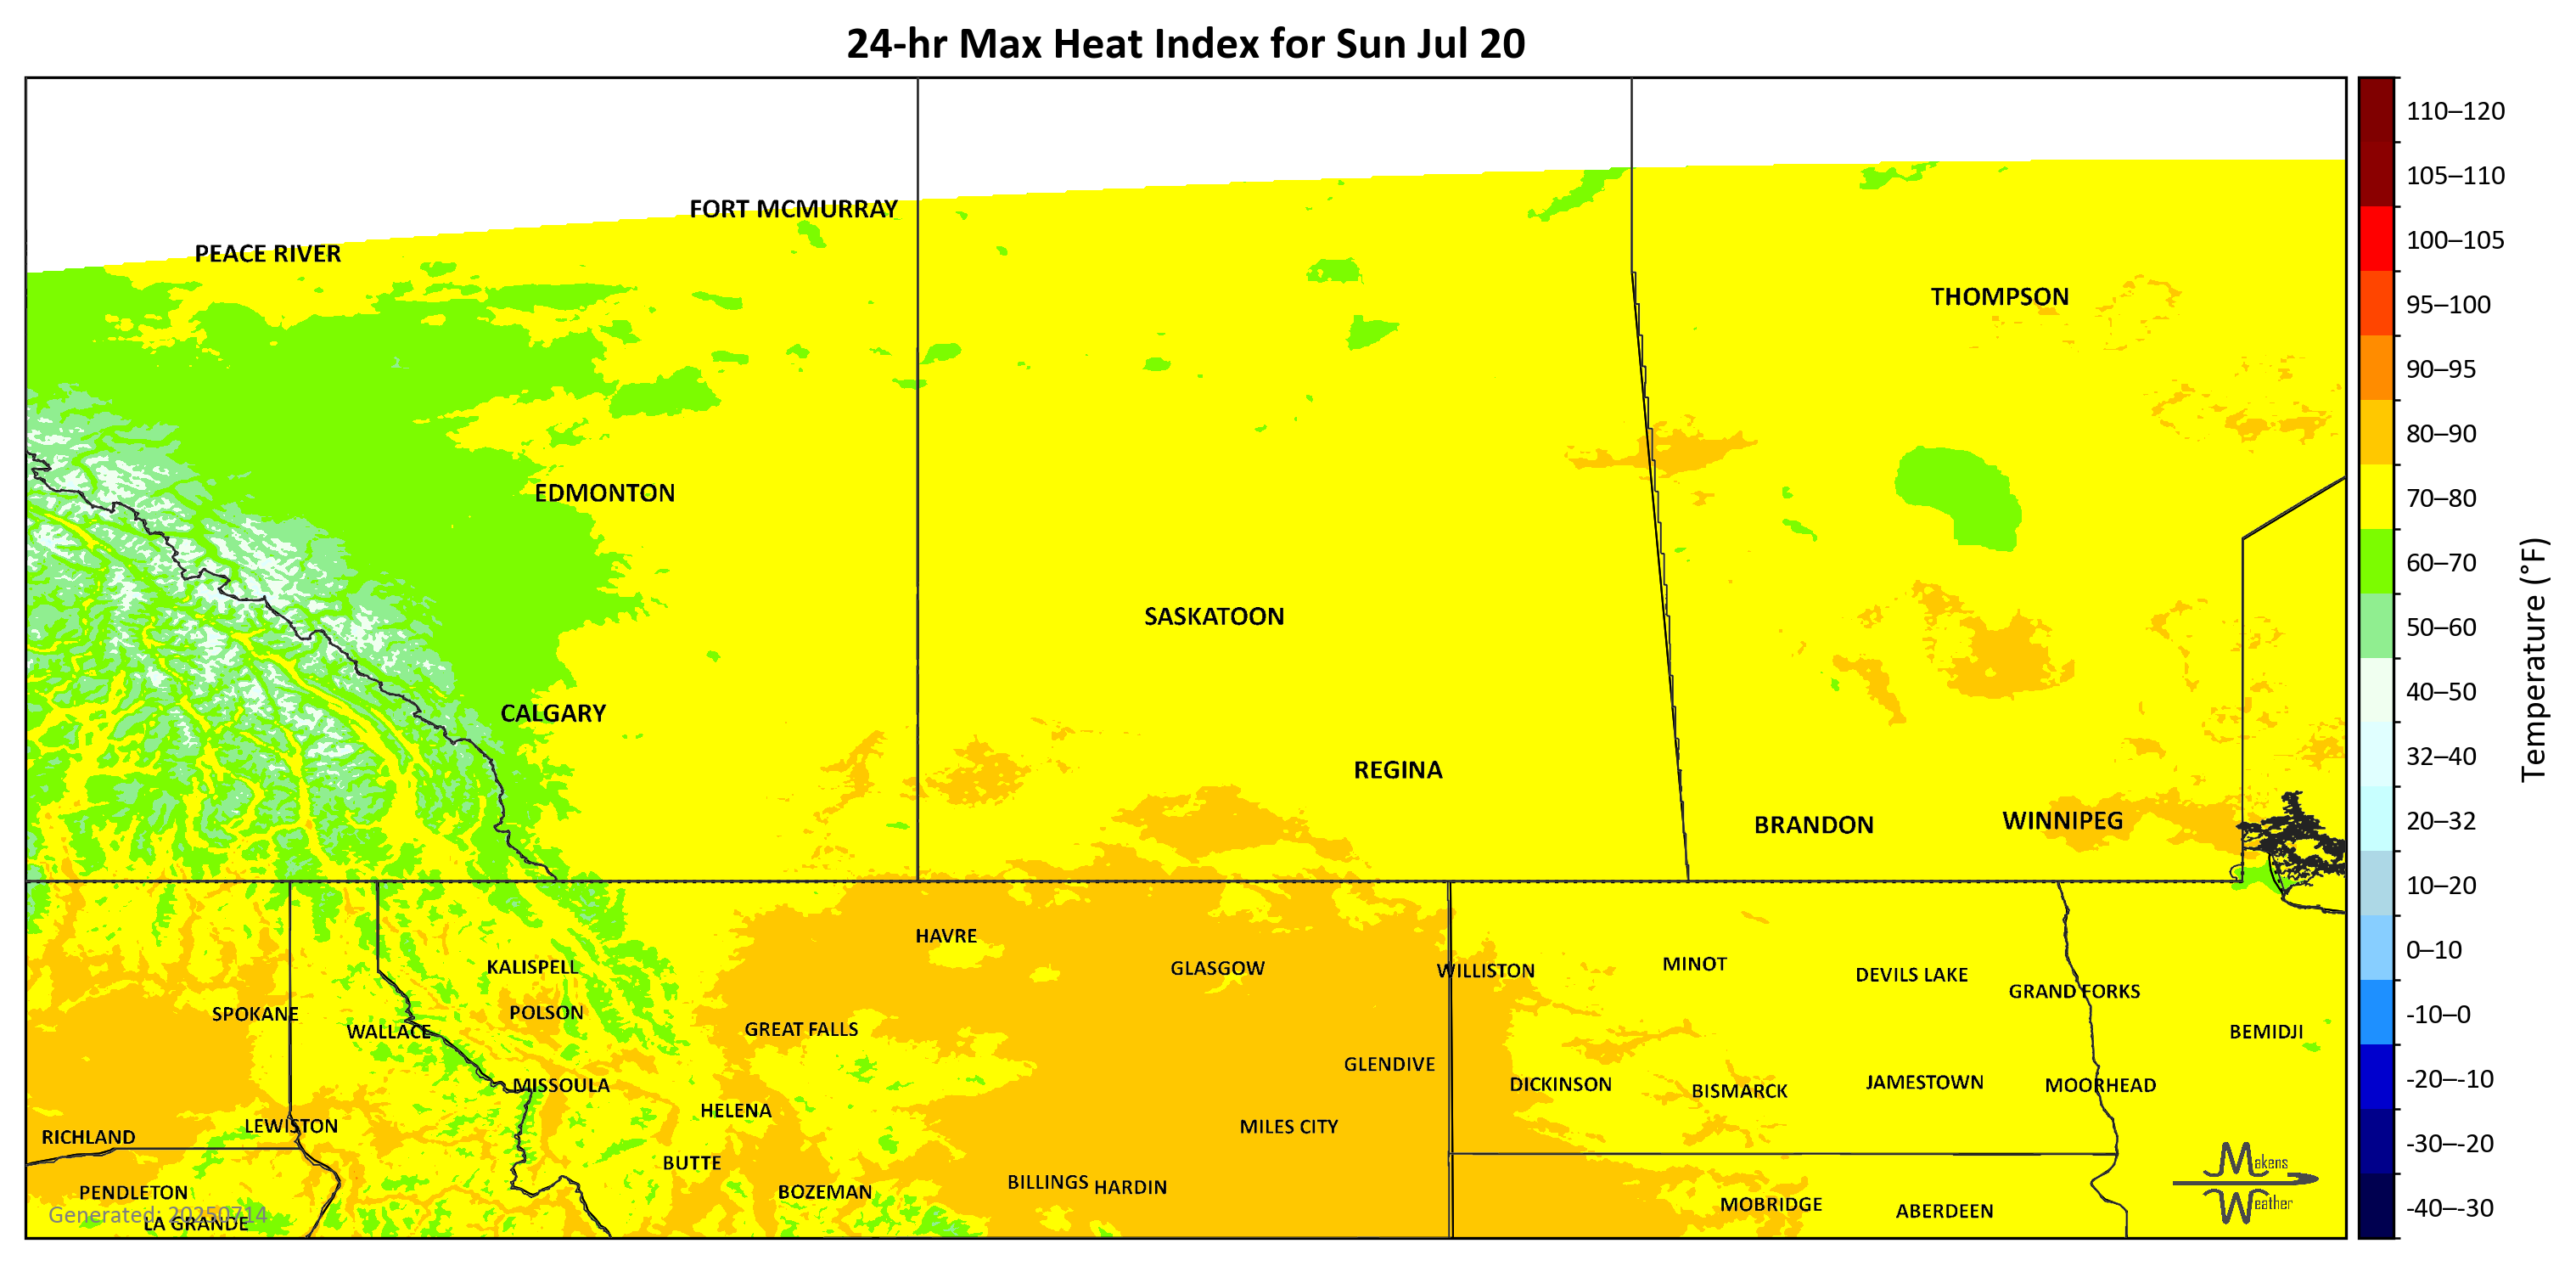 24-hr Max Heat Index for Sun Jul 20
FORT MCMURRAY
PEACE RIVER
THOMPSON
EDMONTON
SASKATOON
CALGARY
REGINA
BRANDON
WINNIPEG
HAVRE
KALISPELL
GLASGOW
WILLISTON
MINOT
DEVILS LAKE
GRAND FORKS
SPOKANE
POLSON
WALLACE
GREAT FALLS
BEMIDJI
GLENDIVE
MISSOULA
DICKINSON
BISMARCK
JAMESTOWN
MOORHEAD
HELENA
LEWISTON
MILES CITY
RICHLAND
BUTTE
BILLINGS
HARDIN
PENDLETON
BOZEMAN
MOBRIDGE
ABERDEEN
Generated: 20250714
LA GRANDE
Makens
Weather
110–120
105–110
100–105
95–100
90–95
80–90
70–80
60–70
50–60
40–50
32–40
20–32
10–20
0–10
-10–0
-20–-10
-30–-20
-40–-30
Temperature (°F)